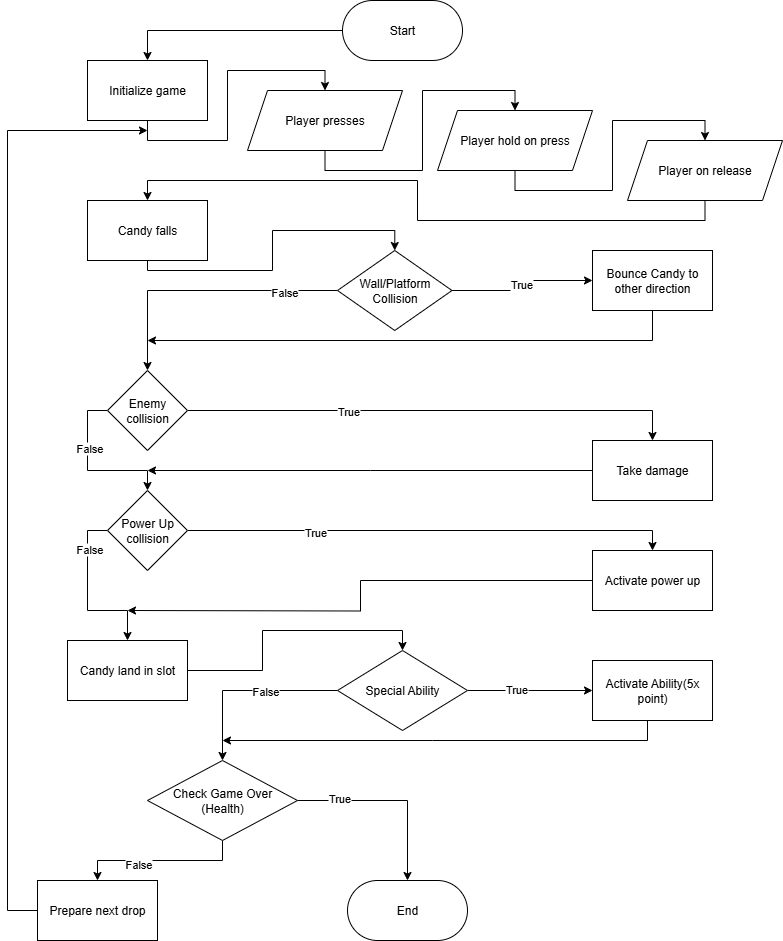 Start
Initialize game
Player presses
Player hold on press
Player on release
Candy falls
Wall/Platform
Collision
False
True
Bounce Candy to
other direction
Enemy
collision
True
False
Take damage
Power Up
collision
True
False
Activate power up
Candy land in slot
Special Ability
False
True
Activate Ability(5x
point)
Check Game Over
(Health)
True
False
Prepare next drop
End